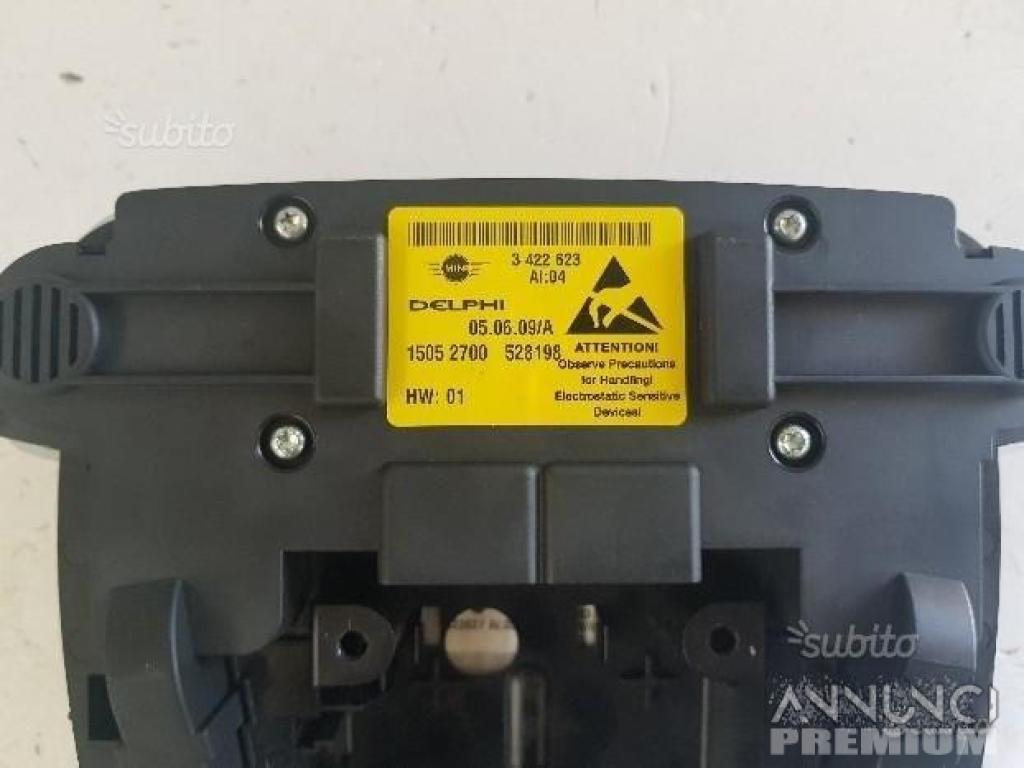 subito
3 422 623
MINI
AI:04
DELPHI
05.06.09/A
1505 2700 528198
ATTENTION!
Observe Precautions
for Handling!
Electrostatic Sensitive
Devices!
HW: 01
subito
ANNUNCI
PREMIUM